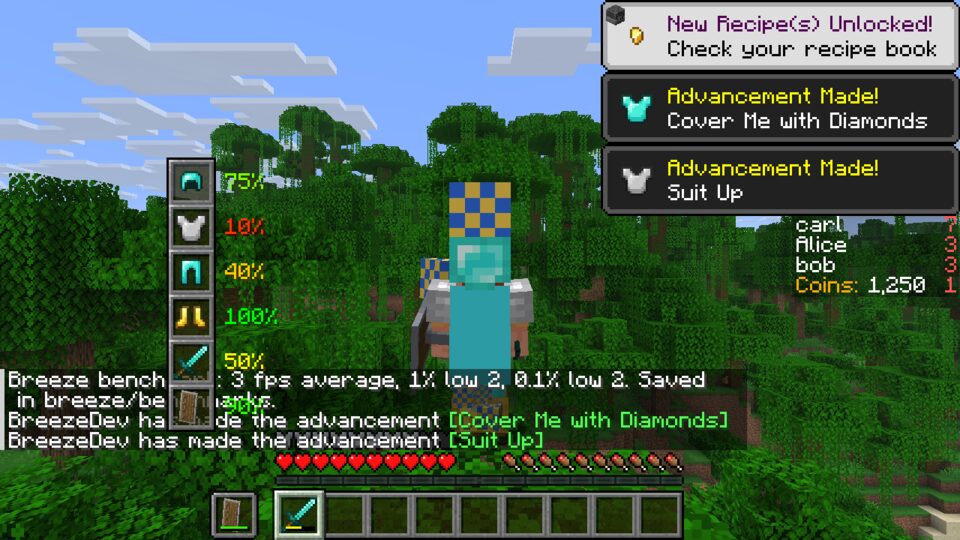 New Recipe(s) Unlocked!
Check your recipe book
Advancement Made!
Cover Me with Diamonds
Advancement Made!
Suit Up
75%
10%
40%
100%
50%
90%
carl 7
Alice 3
bob 3
Coins: 1,250 1
Breeze bench : 3 fps average, 1% low 2, 0.1% low 2. Saved
in breeze/be marks.
BreezeDev ha de the advancement [Cover Me with Diamonds]
BreezeDev has made the advancement [Suit Up]